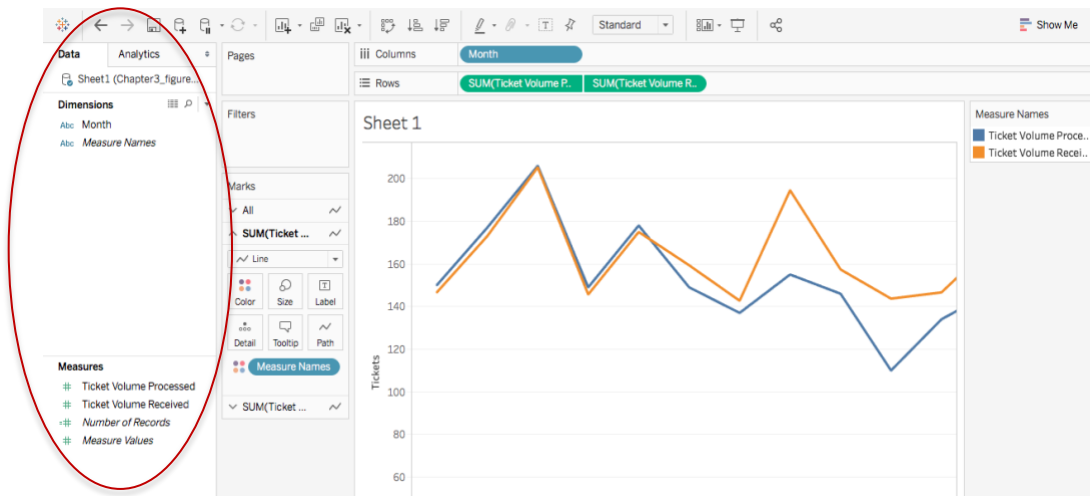 Standard
Show Me
Data Analytics
Sheet1 (Chapter3_figure...
Dimensions
Abc Month
Abc Measure Names
Measures
# Ticket Volume Processed
# Ticket Volume Received
=# Number of Records
# Measure Values
Pages
Filters
Marks
All
SUM(Ticket ...
Line
Color Size Label
Detail Tooltip Path
Measure Names
SUM(Ticket ...
Columns Month
Rows SUM(Ticket Volume P.. SUM(Ticket Volume R..
Sheet 1
Tickets
200
180
160
140
120
100
80
60
Measure Names
Ticket Volume Proce..
Ticket Volume Recei..